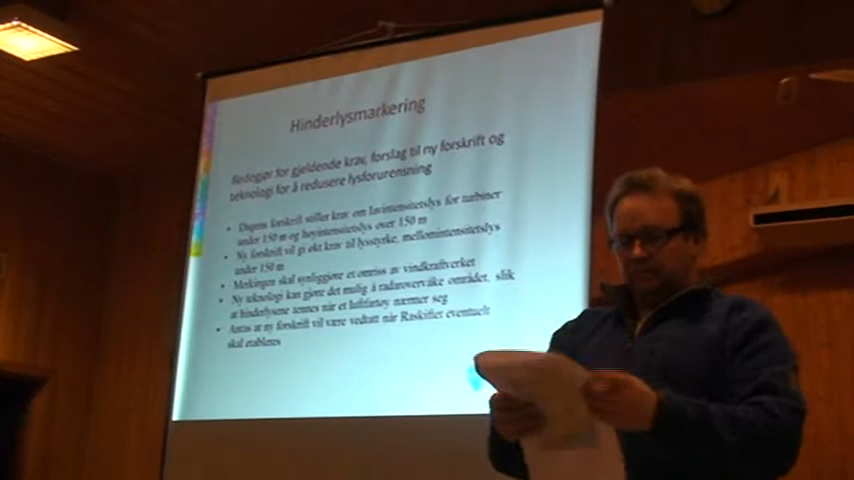 Hinderlysmarkering
Redegjør for gjeldende krav, forslag til ny forskrift og
teknologi for å redusere lysforurensning
• Dagens forskrift stiller krav om lavintensitetslys for turbiner
under 150 m og høyintensitetslys over 150 m
• Ny forskrift vil gi økt krav til lysstyrke, mellomintensitetslys
under 150 m
• Merkingen skal synliggjøre et omriss av vindkraftverket
• Ny teknologi kan gjøre det mulig å radarovervåke området, slik
at hinderlysene tennes når et luftfartøy nærmer seg
• Antas at ny forskrift vil være vedtatt når Raskiftet eventuelt
skal etableres